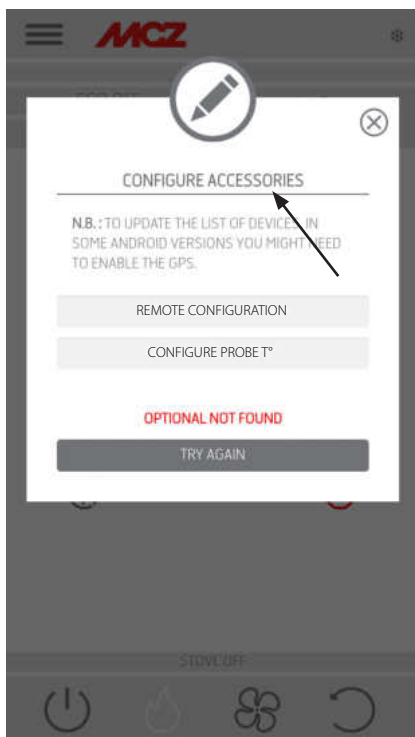 MCZ
CONFIGURE ACCESSORIES
N.B. : TO UPDATE THE LIST OF DEVICES, IN
SOME ANDROID VERSIONS YOU MIGHT NEED
TO ENABLE THE GPS.
REMOTE CONFIGURATION
CONFIGURE PROBE T°
OPTIONAL NOT FOUND
TRY AGAIN
STOVE OFF